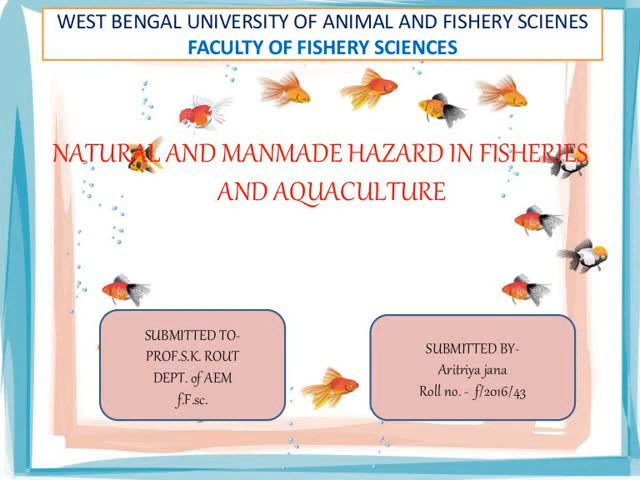 WEST BENGAL UNIVERSITY OF ANIMAL AND FISHERY SCIENES
FACULTY OF FISHERY SCIENCES
NATURAL AND MANMADE HAZARD IN FISHERIES
AND AQUACULTURE
SUBMITTED TO-
PROF.S.K. ROUT
DEPT. of AEM
f.F.sc.
SUBMITTED BY-
Aritriya jana
Roll no. - f/2016/43